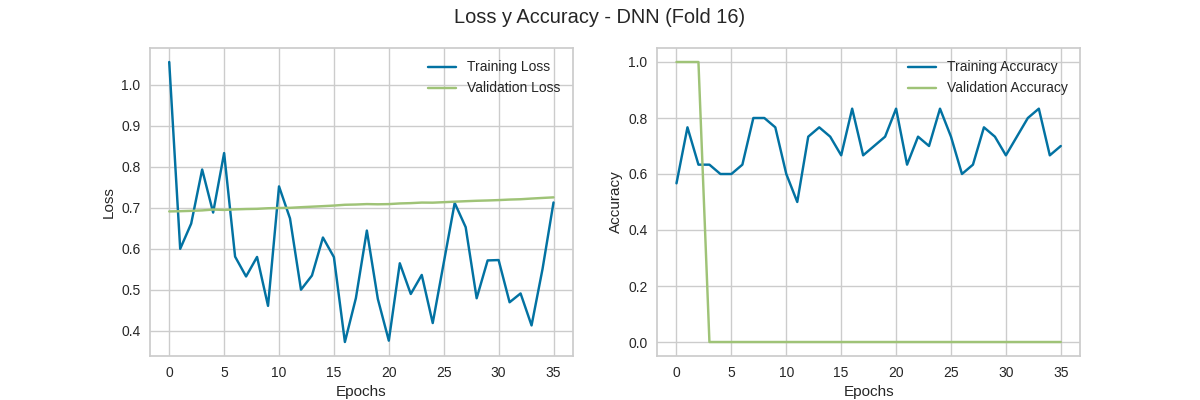 Loss y Accuracy - DNN (Fold 16)
Training Loss
Validation Loss
1.0
0.9
0.8
0.7
0.6
0.5
0.4
Loss
0 5 10 15 20 25 30 35
Epochs
Training Accuracy
Validation Accuracy
1.0
0.8
0.6
0.4
0.2
0.0
Accuracy
0 5 10 15 20 25 30 35
Epochs